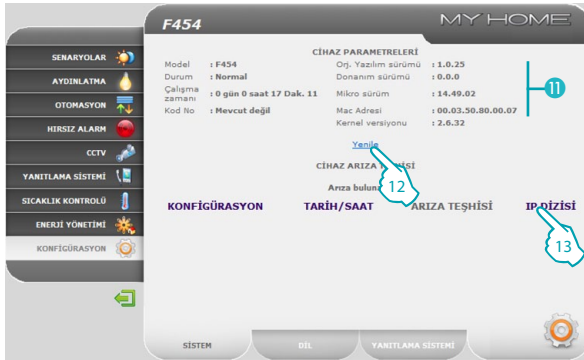 F454
MY HOME
SENARYOLAR
AYDINLATMA
OTOMASYON
HIRSIZ ALARM
CCTV
YANITLAMA SİSTEMİ
SICAKLIK KONTROLÜ
ENERJİ YÖNETİMİ
KONFİGÜRASYON
CİHAZ PARAMETRELERİ
Model : F454 Orj. Yazılım sürümü : 1.0.25
Durum : Normal Donanım sürümü : 0.0.0
Çalışma zamanı : 0 gün 0 saat 17 Dak. 11 Mikro sürüm : 14.49.02
Kod No : Mevcut değil Mac Adresi : 00.03.50.80.00.07
Kernel versiyonu : 2.6.32
11
Yenile
12
CİHAZ ARIZA TEŞHİSİ
Arıza
KONFİGÜRASYON TARİH/SAAT ARIZA TEŞHİSİ IP DİZİSİ
13
SİSTEM DİL YANITLAMA SİSTEMİ